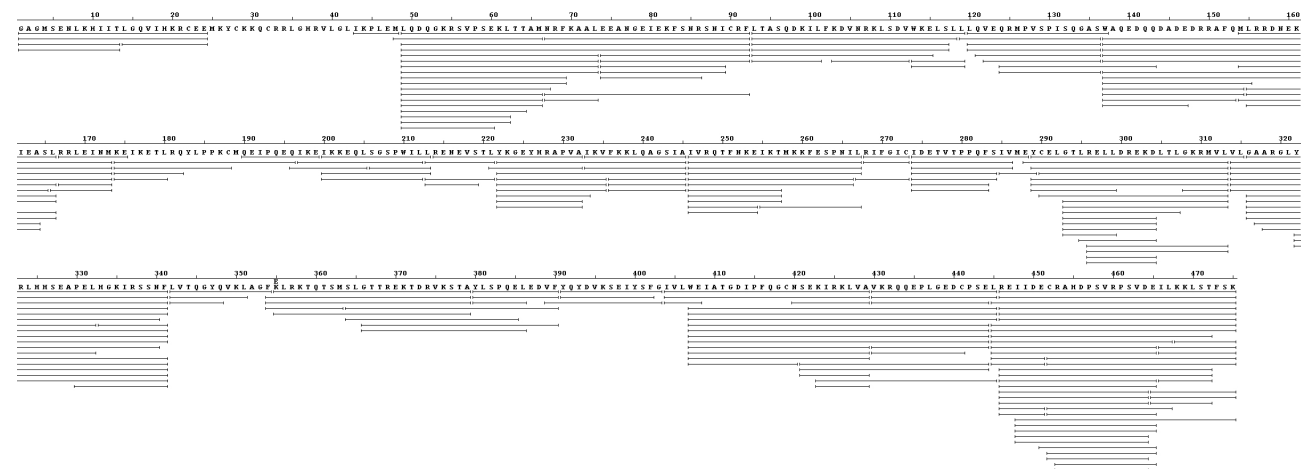 10 20 30 40 50 60 70 80 90 100 110 120 130 140 150 160
GAGMSENLKHIITLGQVIHKRCEEMKYCKKQCRRLGHRVLGLIKPLEMLQDQGKRSVPSEKLTTAMNRFKAALEEANGEIEKFSNRSNICRFLTASQDKILFKDVNRKLSDVWKELSLLLQVEQRMPVSPISQGASWAQEDQQDADEDRRAFQMLRRDNEK
170 180 190 200 210 220 230 240 250 260 270 280 290 300 310 320
IEASLRRLEINMKEIKETLRQYLPPKCMQEIPQEQIKEIKKEQLSGSPWILLRENEVSTLYKGEYHRAPVAIKVFKKLQAGSIAIVRQTFNKEIKTMKKFESPNILRIFGICIDETVTPPQFSIVMEYCELGTLRELLDREKDLTLGKRMVLVLGAARGLY
330 340 350 360 370 380 390 400 410 420 430 440 450 460 470
RLHHSEAPELHGKIRSSNFLVTQGYQVKLAGFKLRKTQTSMSLGTTREKTDRVKSTAYLSPQELEDVFYQYDVKSEIYSFGIVLWEIATGDIPFQGCNSEKIRKLVAVKRQQEPLGEDCPSELREIIDECRAHDPSVRPSVDEILKKLSTFSK